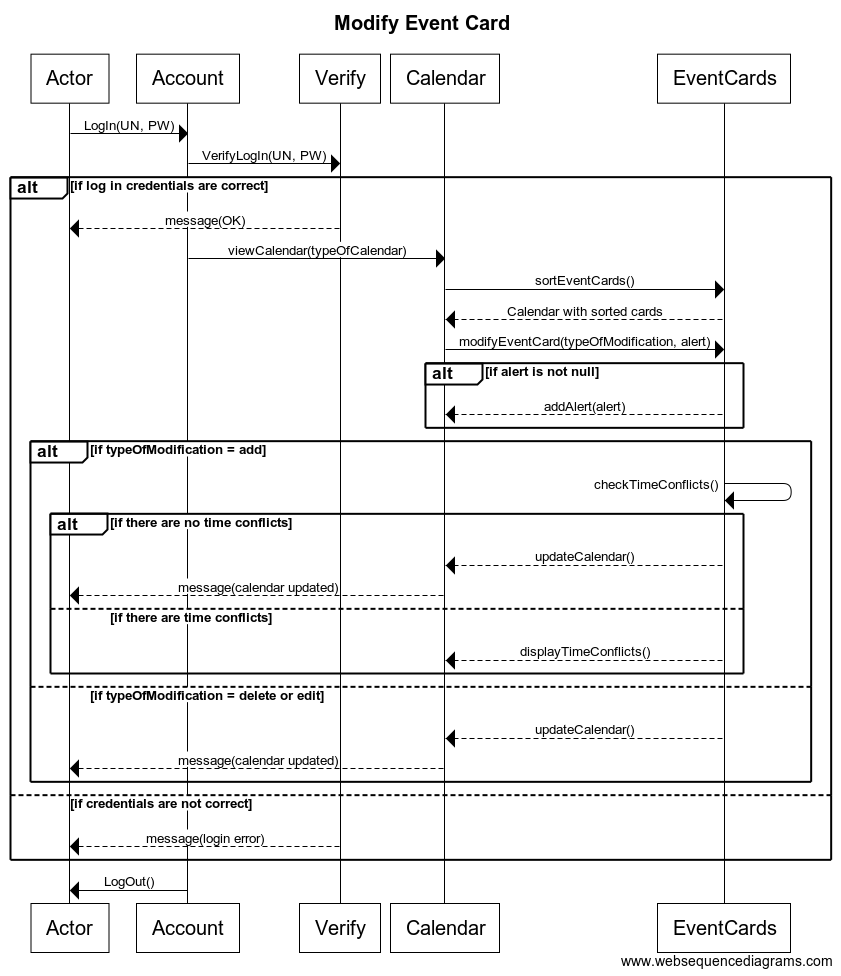 Modify Event Card
Actor Account Verify Calendar EventCards
LogIn(UN, PW)
VerifyLogIn(UN, PW)
alt [if log in credentials are correct]
message(OK)
viewCalendar(typeOfCalendar)
sortEventCards()
Calendar with sorted cards
modifyEventCard(typeOfModification, alert)
alt [if alert is not null]
addAlert(alert)
alt [if typeOfModification = add]
checkTimeConflicts()
alt [if there are no time conflicts]
updateCalendar()
message(calendar updated)
[if there are time conflicts]
displayTimeConflicts()
[if typeOfModification = delete or edit]
updateCalendar()
message(calendar updated)
[if credentials are not correct]
message(login error)
LogOut()
Actor Account Verify Calendar EventCards
www.websequencediagrams.com